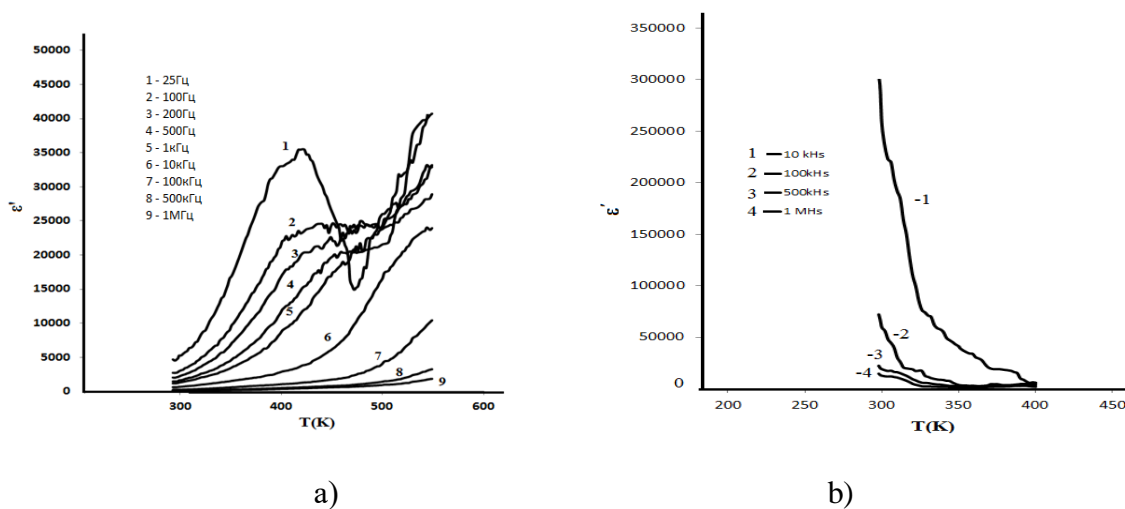 50000
45000
40000
35000
30000
25000
20000
15000
10000
5000
0
ε'
1 - 25Гц
2 - 100Гц
3 - 200Гц
4 - 500Гц
5 - 1кГц
6 - 10кГц
7 - 100кГц
8 - 500кГц
9 - 1МГц
1
2
3
4
5
6
7
8
9
300 400 500 600
T(K)
a)
350000
300000
250000
200000
150000
100000
50000
0
ε´
1 10 kHs
2 100kHs
3 500kHs
4 1 MHs
-1
-2
-3
-4
200 250 300 350 400 450
T(K)
b)